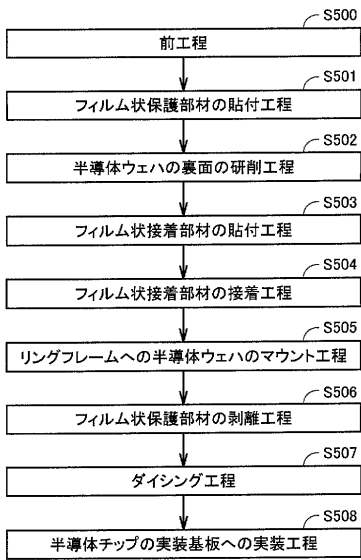 S500
前工程
S501
フィルム状保護部材の貼付工程
S502
半導体ウェハの裏面の研削工程
S503
フィルム状接着部材の貼付工程
S504
フィルム状接着部材の接着工程
S505
リングフレームへの半導体ウェハのマウント工程
S506
フィルム状保護部材の剥離工程
S507
ダイシング工程
S508
半導体チップの実装基板への実装工程